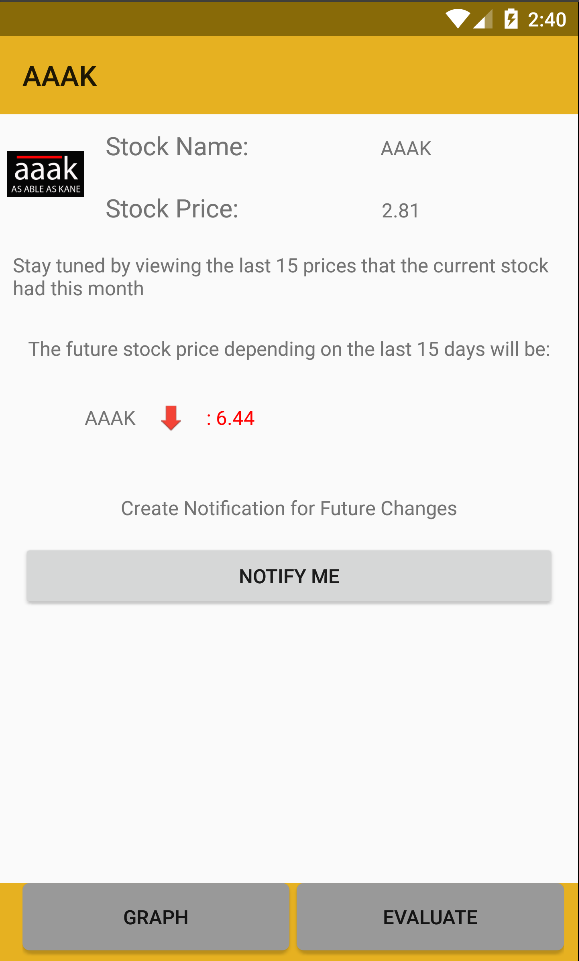 2:40
AAAK
aaak
AS ABLE AS KANE
Stock Name: AAAK
Stock Price: 2.81
Stay tuned by viewing the last 15 prices that the current stock
had this month
The future stock price depending on the last 15 days will be:
AAAK : 6.44
Create Notification for Future Changes
NOTIFY ME
GRAPH EVALUATE